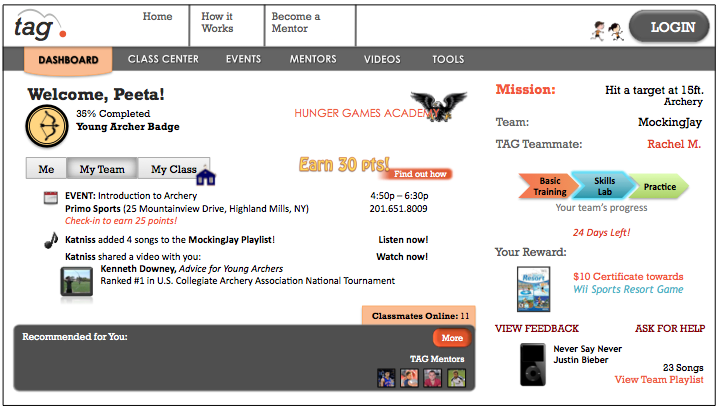 tag.
Home
How it
Works
Become a
Mentor
LOGIN
DASHBOARD
CLASS CENTER
EVENTS
MENTORS
VIDEOS
TOOLS
Welcome, Peeta!
35% Completed
Young Archer Badge
HUNGER GAMES ACADEMY
Earn 30 pts!
Find out how
Me
My Team
My Class
EVENT: Introduction to Archery
4:50p – 6:30p
Primo Sports (25 Mountainview Drive, Highland Mills, NY)
201.651.8009
Check-in to earn 25 points!
Katniss added 4 songs to the MockingJay Playlist!
Listen now!
Katniss shared a video with you:
Watch now!
Kenneth Downey, Advice for Young Archers
Ranked #1 in U.S. Collegiate Archery Association National Tournament
Classmates Online: 11
Recommended for You:
More
TAG Mentors
Mission:
Hit a target at 15ft.
Archery
Team:
MockingJay
TAG Teammate:
Rachel M.
Basic
Training
Skills
Lab
Practice
Your team's progress
24 Days Left!
Your Reward:
$10 Certificate towards
Wii Sports Resort Game
VIEW FEEDBACK
ASK FOR HELP
Never Say Never
Justin Bieber
23 Songs
View Team Playlist